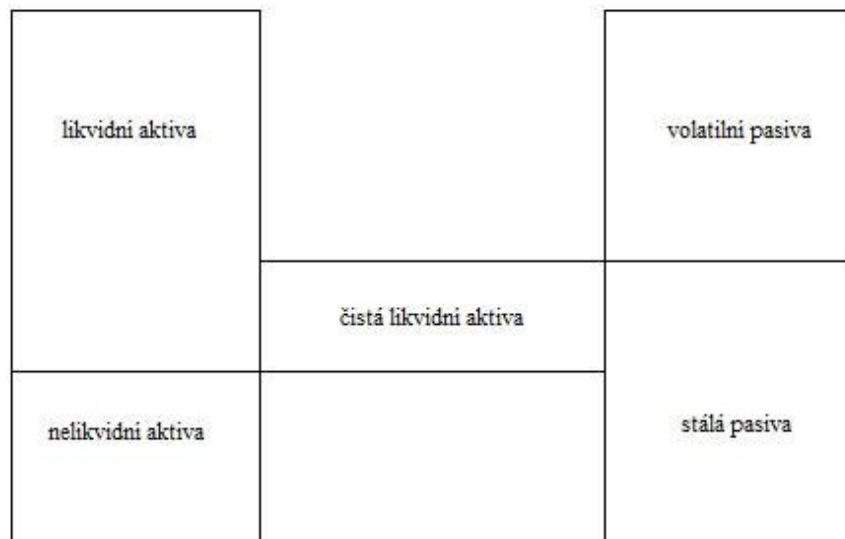 likvidní aktiva
volatilní pasiva
čistá likvidní aktiva
nelikvidní aktiva
stálá pasiva